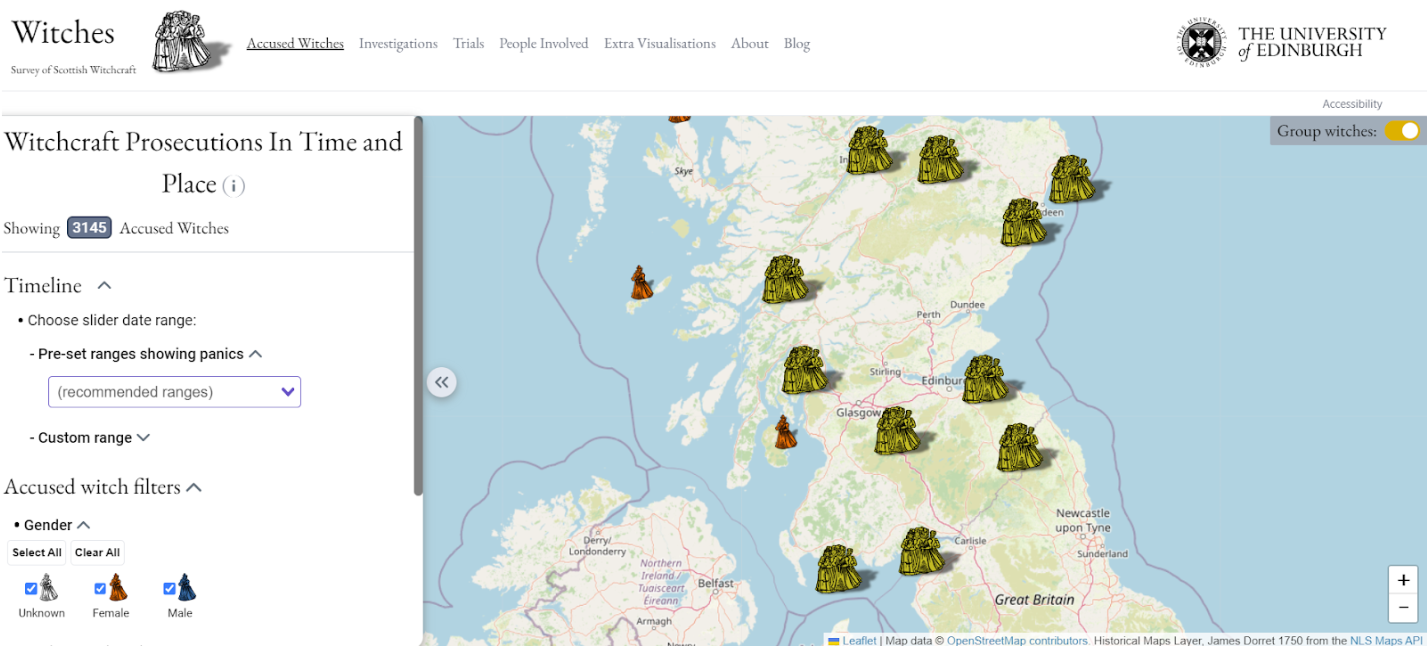 Witches
Survey of Scottish Witchcraft
Accused Witches Investigations Trials People Involved Extra Visualisations About Blog
THE UNIVERSITY
of EDINBURGH
Accessibility
Witchcraft Prosecutions In Time and
Place
Showing 3145 Accused Witches
Timeline
• Choose slider date range:
- Pre-set ranges showing panics
(recommended ranges)
- Custom range
Accused witch filters
• Gender
Select All Clear All
Unknown Female Male
Group witches:
Skye
In
deen
Dundee
Perth
Stirling
Edinbur
Glasgow
Newcastle
upon Tyne
Sunderland
Carlisle
Derry/
Londonderry
Northern
Ireland /
Tuaisceart
Éireann
Belfast
Armagh
Great Britain
+
−
Leaflet | Map data © OpenStreetMap contributors. Historical Maps Layer, James Dorret 1750 from the NLS Maps API